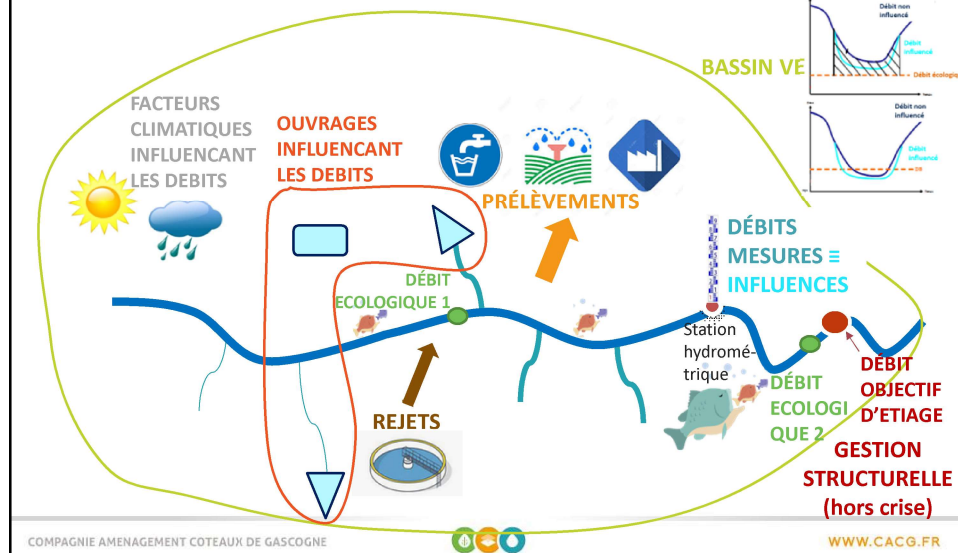 BASSIN VE
Débit non
influencé
Débit
influencé
Débit écologiq
Débit non
influencé
Débit
influencé
FACTEURS
CLIMATIQUES
INFLUENCANT
LES DEBITS
OUVRAGES
INFLUENCANT
LES DEBITS
PRÉLÈVEMENTS
DÉBITS
MESURES ≡
INFLUENCES
DÉBIT
ECOLOGIQUE 1
Station
hydromé-
trique
DÉBIT
ECOLOGI
QUE 2
DÉBIT
OBJECTIF
D'ETIAGE
REJETS
GESTION
STRUCTURELLE
(hors crise)
COMPAGNIE AMENAGEMENT COTEAUX DE GASCOGNE
WWW.CACG.FR